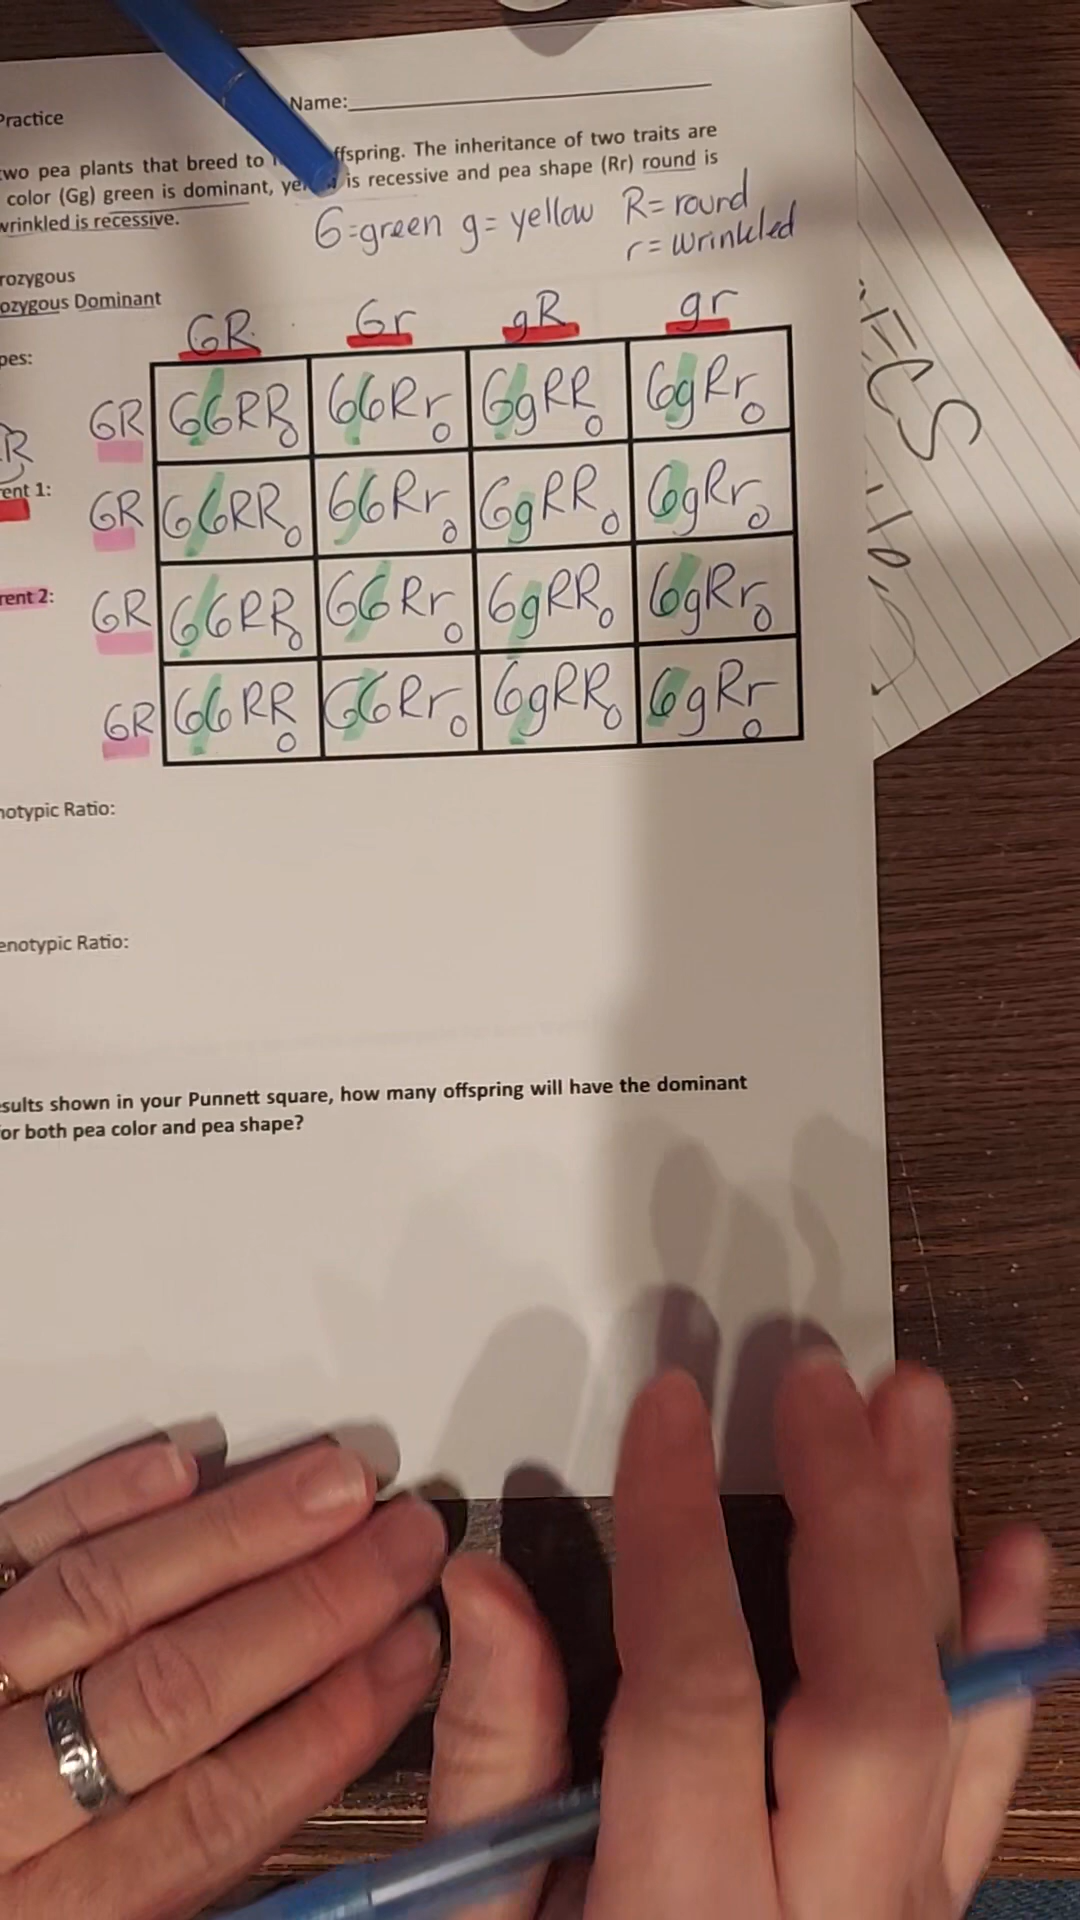 Practice Name:
two pea plants that breed to offspring. The inheritance of two traits are
color (Gg) green is dominant, is recessive and pea shape (Rr) round is
wrinkled is recessive.
G=green g= yellow R= round
r= wrinkled
rozygous
ozygous Dominant
pes:
GR Gr gR gr
R
GR GGRR GGRr GgRR GgRr
ent 1:
GR GGRR GGRr GgRR GgRr
rent 2:
GR GGRR GGRr GgRR GgRr
GR GGRR GGRr GgRR GgRr
notypic Ratio:
enotypic Ratio:
esults shown in your Punnett square, how many offspring will have the dominant
or both pea color and pea shape?